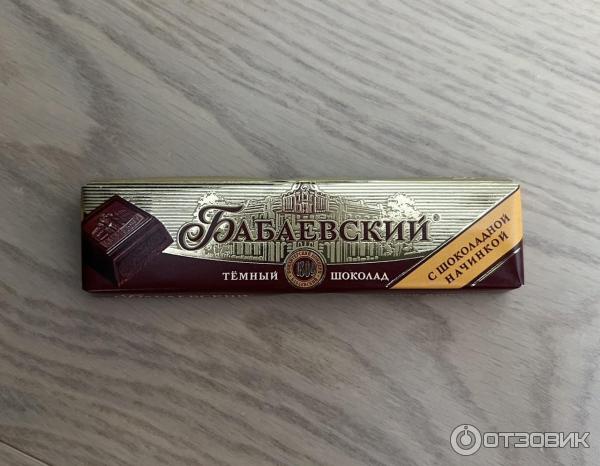 БАБАЕВСКИЙ®
ТЁМНЫЙ ШОКОЛАД
С ШОКОЛАДНОЙ
НАЧИНКОЙ
ОТЗОВИК